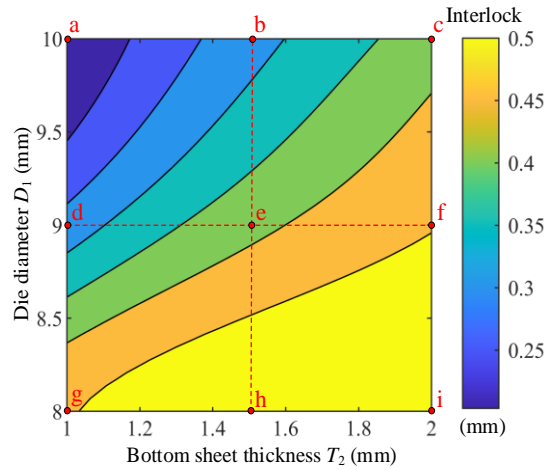 a b c Interlock
10 0.5
9.5 0.45
Die diameter D₁ (mm)
d e f
9 0.4
0.35
8.5 0.3
0.25
g h i
8
1 1.2 1.4 1.6 1.8 2 (mm)
Bottom sheet thickness T₂ (mm)